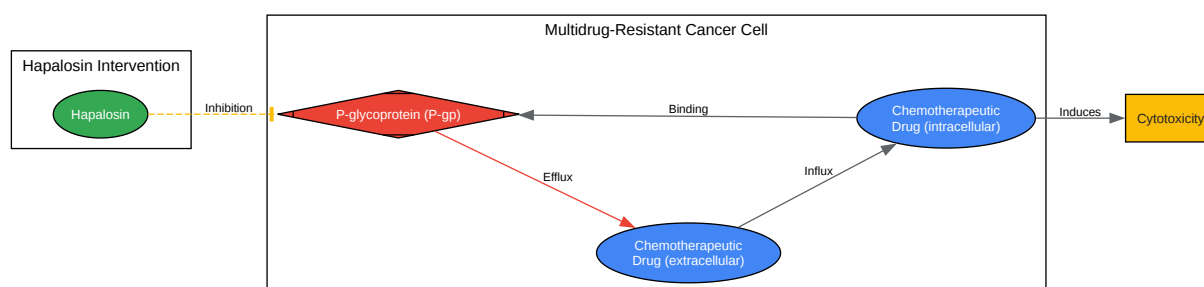 Multidrug-Resistant Cancer Cell
Hapalosin Intervention
Hapalosin
Inhibition
P-glycoprotein (P-gp)
Binding
Chemotherapeutic
Drug (intracellular)
Induces
Cytotoxicity
Efflux
Influx
Chemotherapeutic
Drug (extracellular)